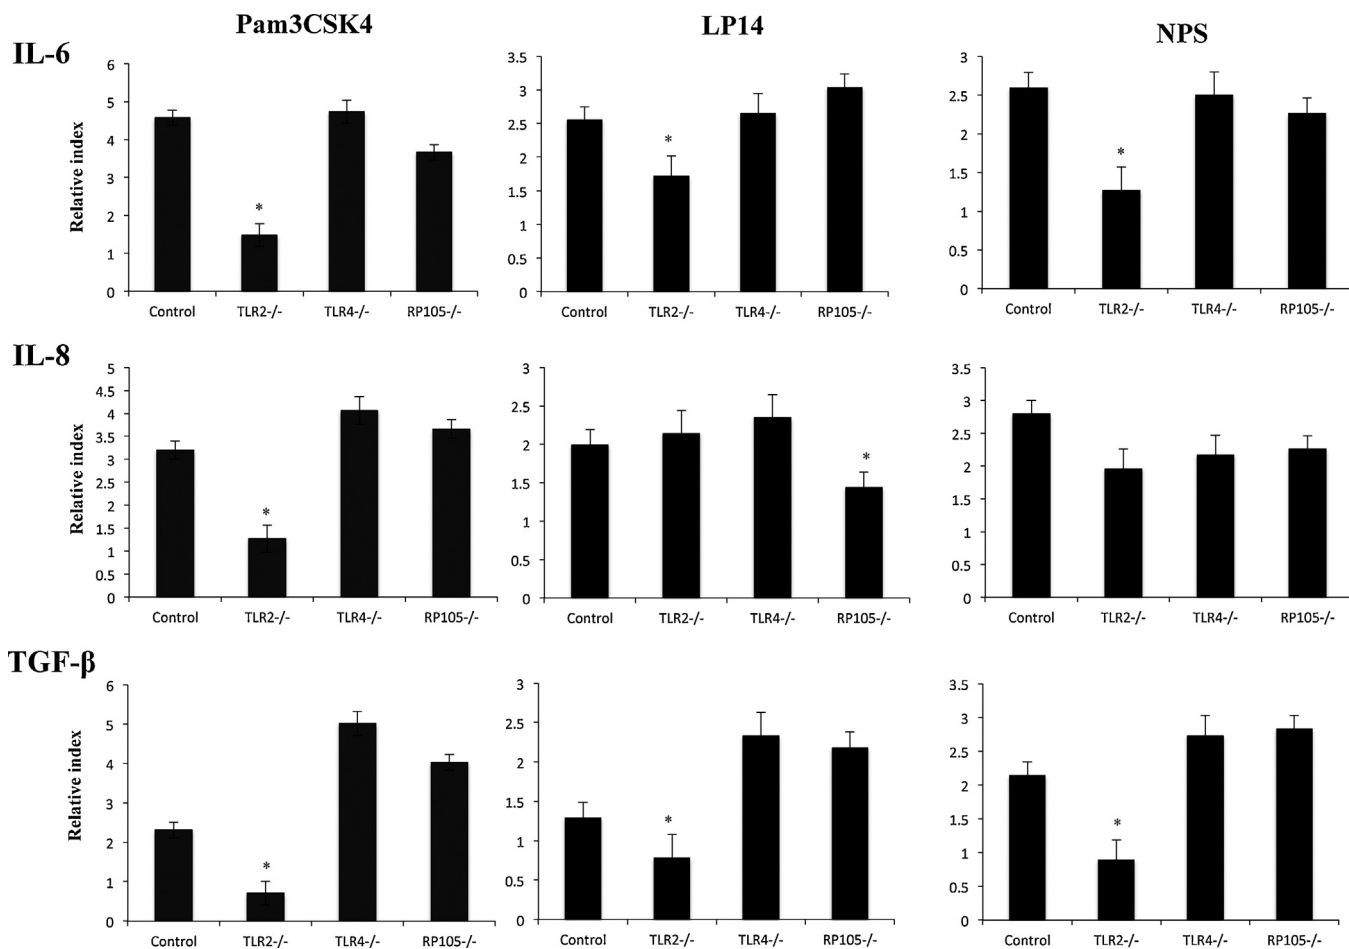 Pam3CSK4
LP14
NPS
IL-6
Relative index
6
5
4
3
2
1
0
*
Control
TLR2-/-
TLR4-/-
RP105-/-
3.5
3
2.5
2
1.5
1
0.5
0
*
Control
TLR2-/-
TLR4-/-
RP105-/-
3
2.5
2
1.5
1
0.5
0
*
Control
TLR2-/-
TLR4-/-
RP105-/-
IL-8
Relative index
5
4.5
4
3.5
3
2.5
2
1.5
1
0.5
0
*
Control
TLR2-/-
TLR4-/-
RP105-/-
3
2.5
2
1.5
1
0.5
0
*
Control
TLR2-/-
TLR4-/-
RP105-/-
3.5
3
2.5
2
1.5
1
0.5
0
Control
TLR2-/-
TLR4-/-
RP105-/-
TGF-β
Relative index
6
5
4
3
2
1
0
*
Control
TLR2-/-
TLR4-/-
RP105-/-
3
2.5
2
1.5
1
0.5
0
*
Control
TLR2-/-
TLR4-/-
RP105-/-
3.5
3
2.5
2
1.5
1
0.5
0
*
Control
TLR2-/-
TLR4-/-
RP105-/-